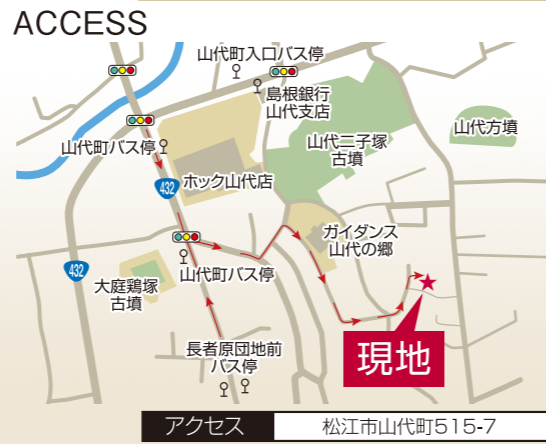 ACCESS
山代町入口バス停
島根銀行
山代支店
山代町バス停
山代二子塚
古墳
山代方墳
ホック山代店
432
ガイダンス
山代の郷
432
山代町バス停
大庭鶏塚
古墳
長者原団地前
バス停
現地
アクセス
松江市山代町515-7